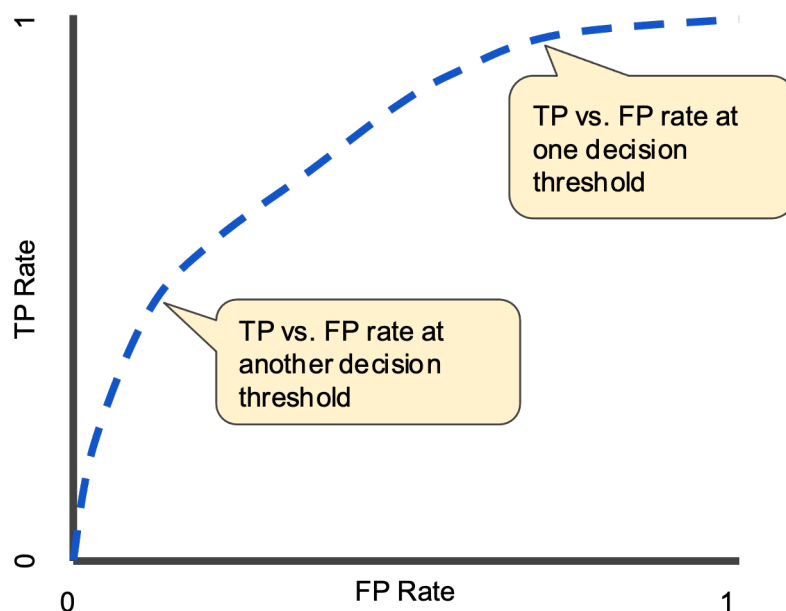 1
TP vs. FP rate at
one decision
threshold
TP Rate
TP vs. FP rate at
another decision
threshold
0
0
FP Rate
1